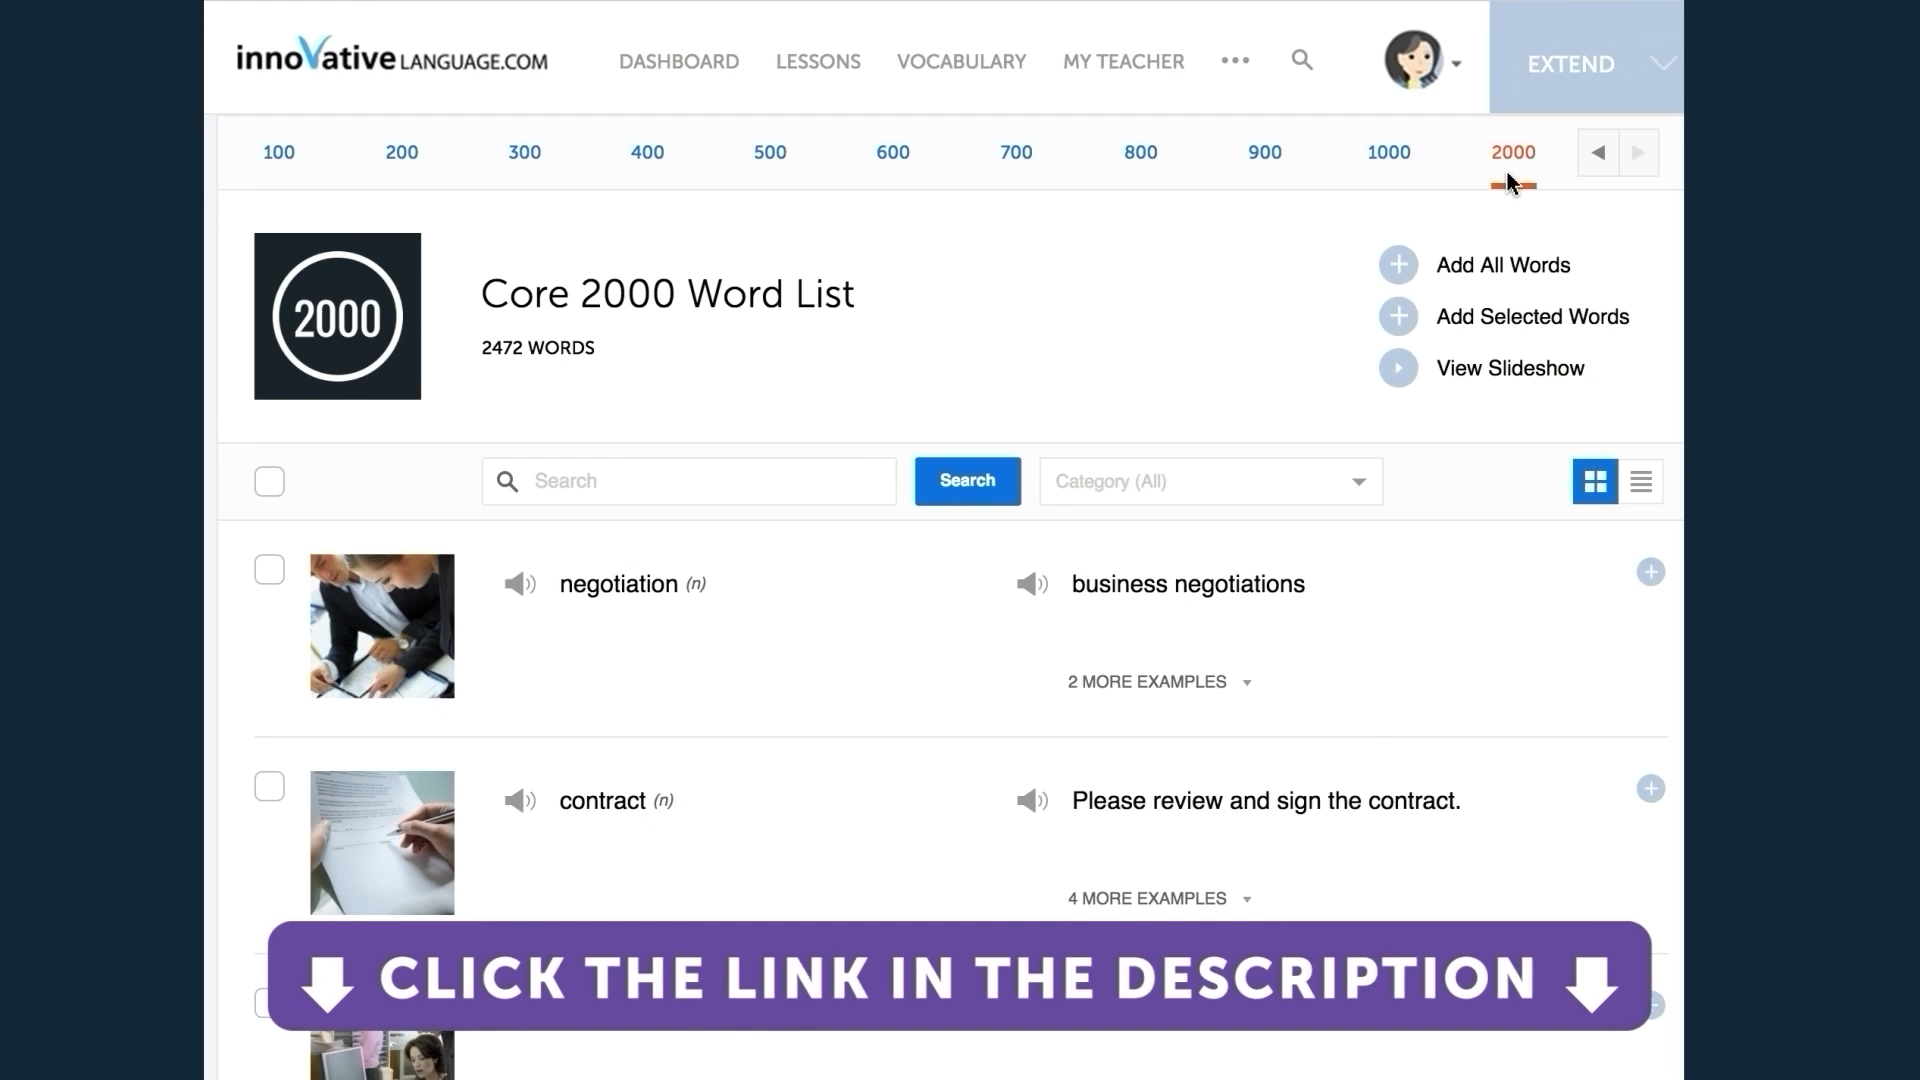 innoVative LANGUAGE.COM
DASHBOARD LESSONS VOCABULARY MY TEACHER
EXTEND
100 200 300 400 500 600 700 800 900 1000 2000
2000
Core 2000 Word List
2472 WORDS
Add All Words
Add Selected Words
View Slideshow
Search Search Category (All)
negotiation (n) business negotiations
2 MORE EXAMPLES
contract (n) Please review and sign the contract.
4 MORE EXAMPLES
CLICK THE LINK IN THE DESCRIPTION